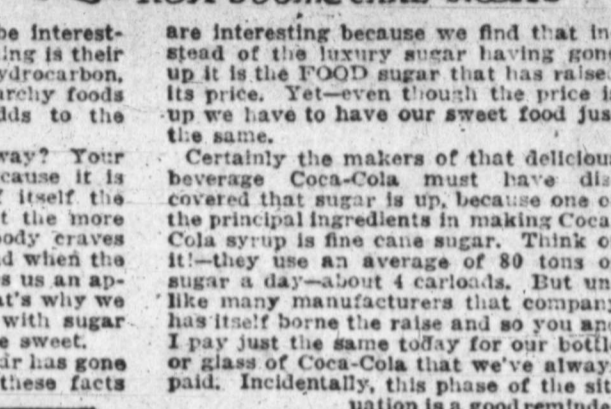 be interest-
ing is their
ydrocarbon,
archy foods
dds to the
way? Your
cause it is
f itself the
t the more
body craves
d when the
s us an ap-
at's why we
with sugar
e sweet.
ar has gone
these facts
are interesting because we find that in-
stead of the luxury sugar having gon
up it is the FOOD sugar that has raise
its price. Yet—even though the price i
up we have to have our sweet food jus
the same.
Certainly the makers of that deliciou
beverage Coca-Cola must have dis
covered that sugar is up, because one o
the principal ingredients in making Coca
Cola syrup is fine cane sugar. Think o
it!—they use an average of 80 tons o
sugar a day—about 4 carloads. But un
like many manufacturers that compan
has itself borne the raise and so you an
I pay just the same today for our bottl
or glass of Coca-Cola that we've alway
paid. Incidentally, this phase of the sit
uation is a good reminde